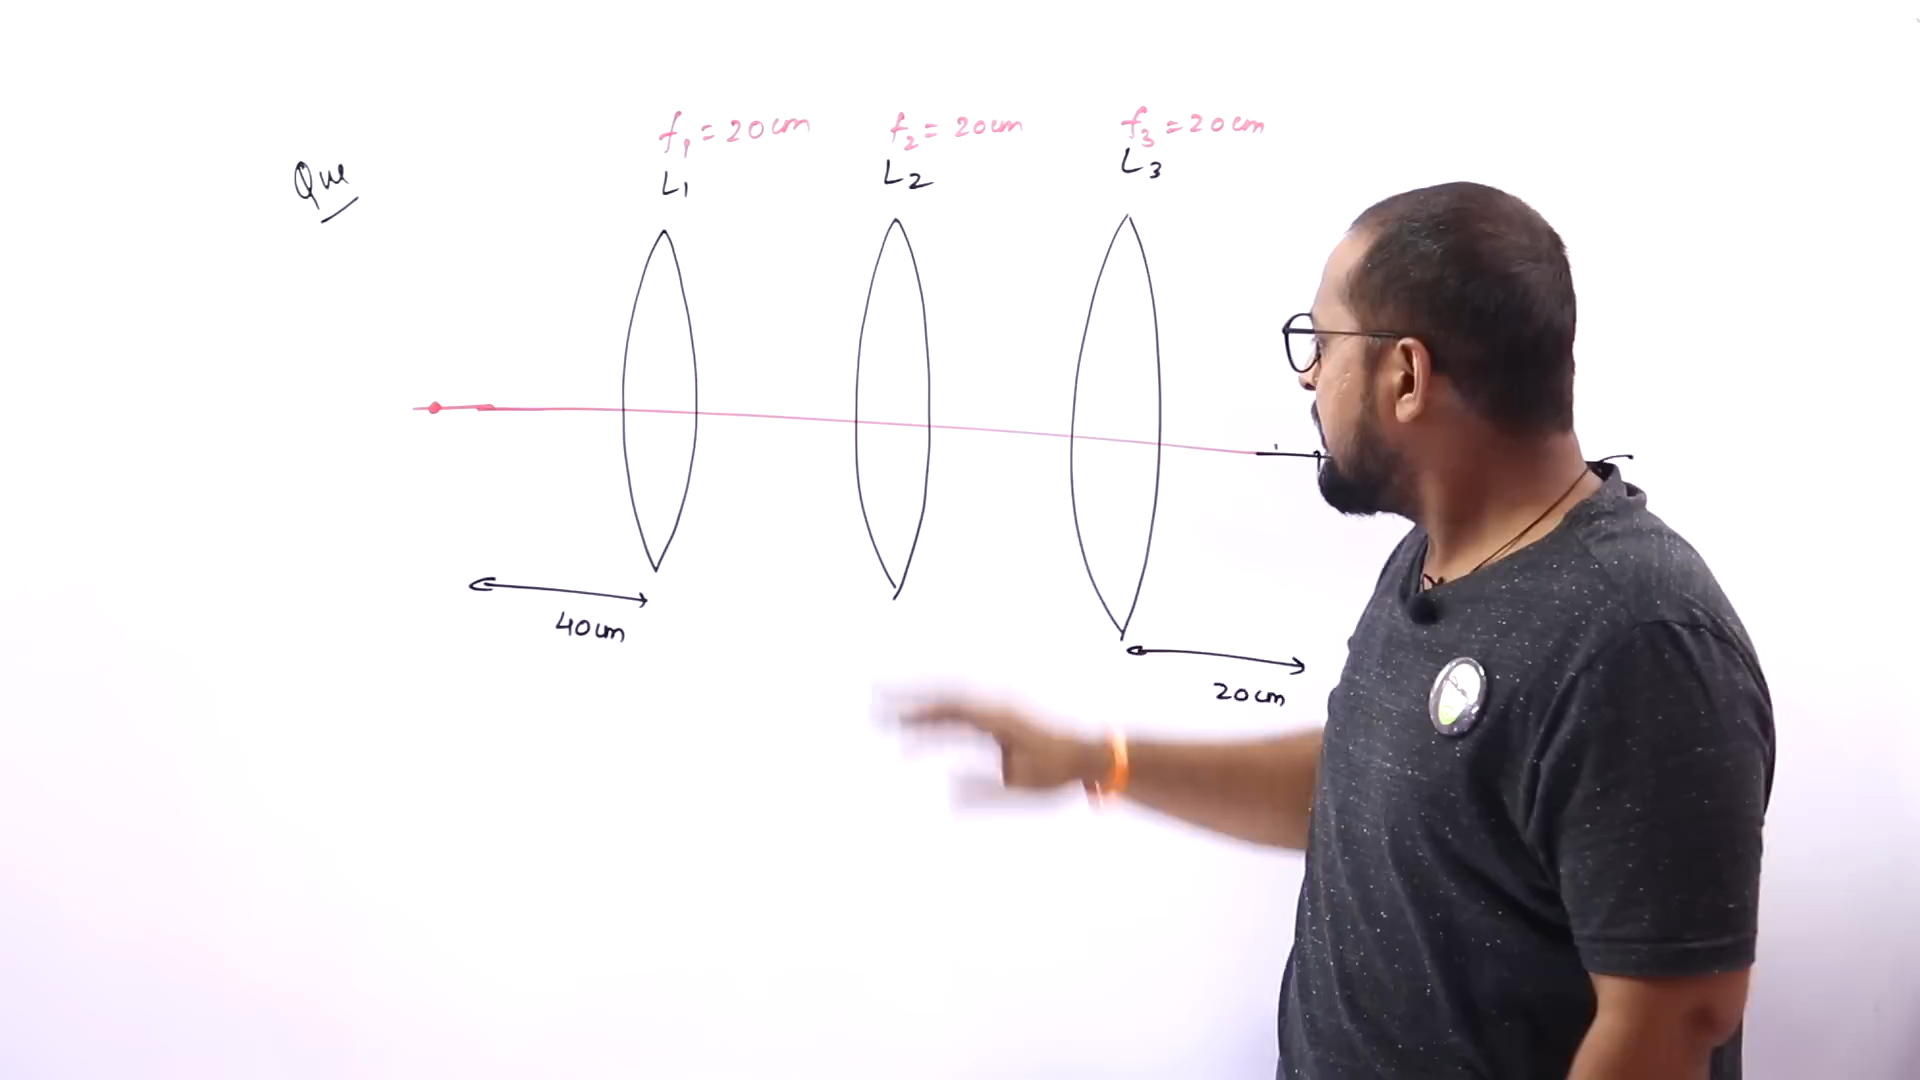 Que
f₁ = 20 cm
f₂ = 20 cm
f₃ = 20 cm
L₁
L₂
L₃
40 cm
20 cm